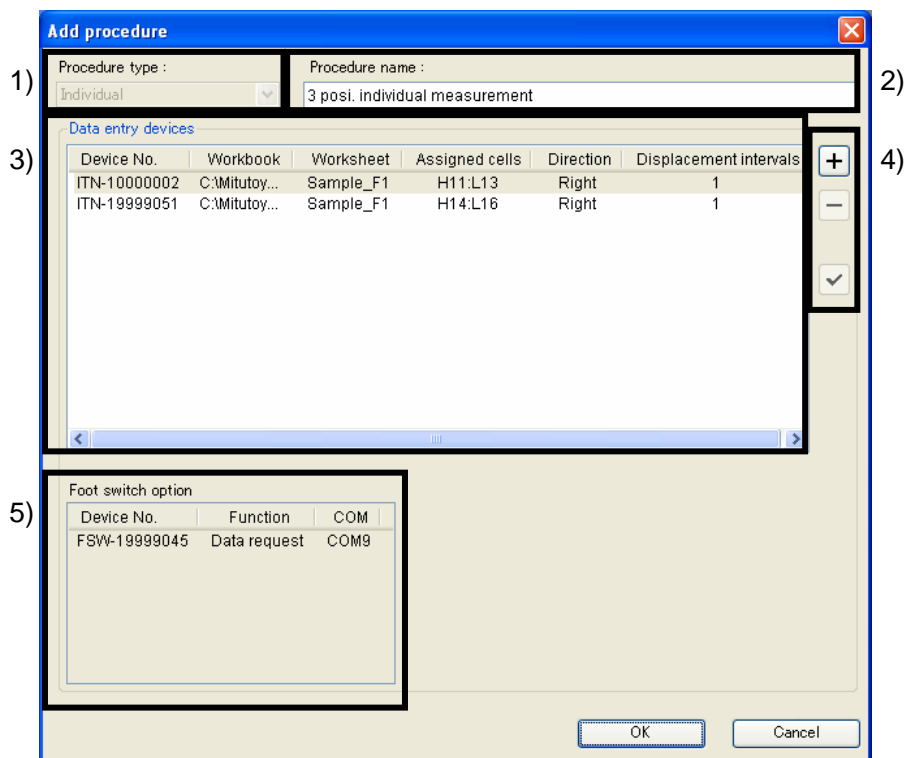 Add procedure
1) Procedure type : Procedure name : 2)
Individual 3 posi. individual measurement
Data entry devices
3) Device No. Workbook Worksheet Assigned cells Direction Displacement intervals 4)
ITN-10000002 C:\Mitutoy... Sample_F1 H11:L13 Right 1
ITN-19999051 C:\Mitutoy... Sample_F1 H14:L16 Right 1
Foot switch option
5) Device No. Function COM
FSW-19999045 Data request COM9
OK Cancel